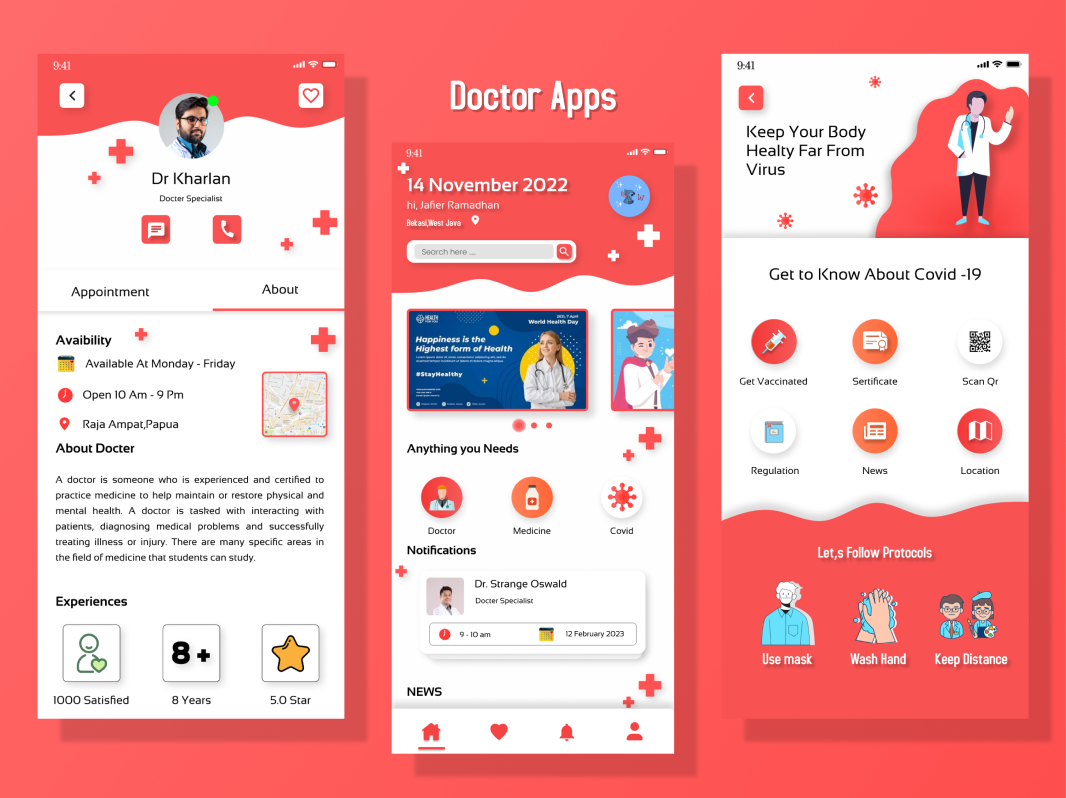 Doctor Apps
9:41
Dr Kharlan
Docter Specialist
Appointment
About
Avaibility
Available At Monday - Friday
Open 10 Am - 9 Pm
Raja Ampat,Papua
About Docter
A doctor is someone who is experienced and certified to
practice medicine to help maintain or restore physical and
mental health. A doctor is tasked with interacting with
patients, diagnosing medical problems and successfully
treating illness or injury. There are many specific areas in
the field of medicine that students can study.
Experiences
8 +
1000 Satisfied
8 Years
5.0 Star
9:41
14 November 2022
hi, Jafier Ramadhan
Bekasi,West Java
Search here ....
HEALTH
2021, 7 April
World Health Day
Happiness is the
Highest form of Health
#StayHealthy
Anything you Needs
Doctor
Medicine
Covid
Notifications
Dr. Strange Oswald
Docter Specialist
9 - 10 am
12 February 2023
NEWS
9:41
Keep Your Body
Healty Far From
Virus
Get to Know About Covid -19
Get Vaccinated
Sertificate
Scan Qr
Regulation
News
Location
Let,s Follow Protocols
Use mask
Wash Hand
Keep Distance